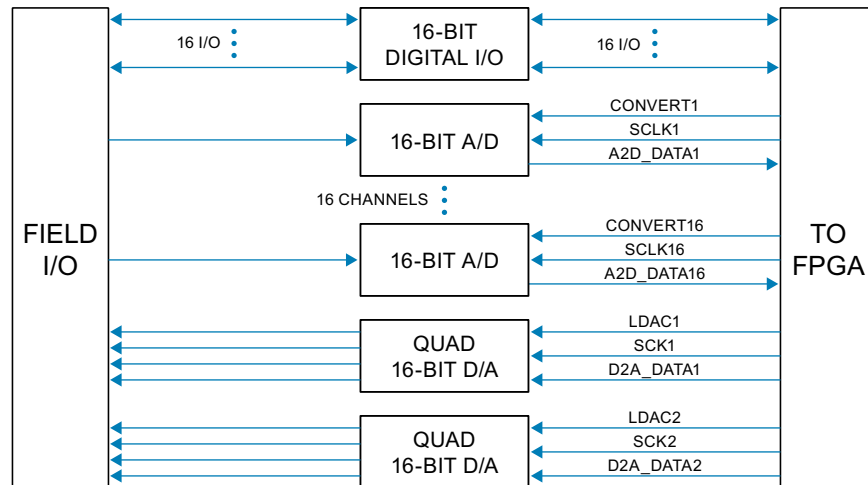 16-BIT
DIGITAL I/O
16 I/O
16 I/O
CONVERT1
SCLK1
A2D_DATA1
16-BIT A/D
16 CHANNELS
FIELD
I/O
TO
FPGA
CONVERT16
SCLK16
A2D_DATA16
16-BIT A/D
LDAC1
SCK1
D2A_DATA1
QUAD
16-BIT D/A
LDAC2
SCK2
D2A_DATA2
QUAD
16-BIT D/A